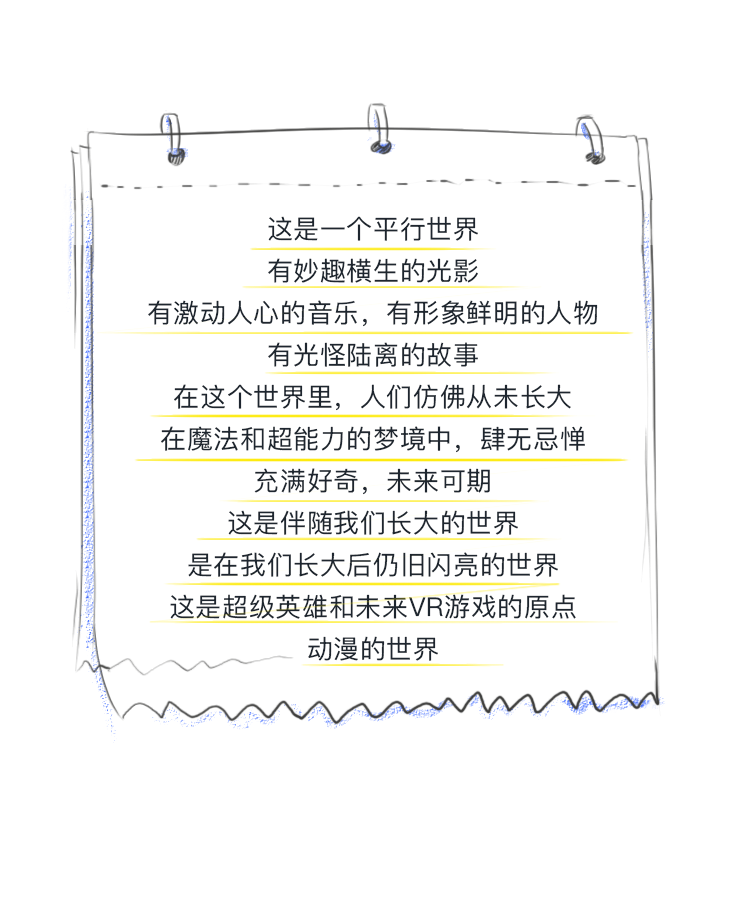 这是一个平行世界
有妙趣横生的光影
有激动人心的音乐，有形象鲜明的人物
有光怪陆离的故事
在这个世界里，人们仿佛从未长大
在魔法和超能力的梦境中，肆无忌惮
充满好奇，未来可期
这是伴随我们长大的世界
是在我们长大后仍旧闪亮的世界
这是超级英雄和未来VR游戏的原点
动漫的世界